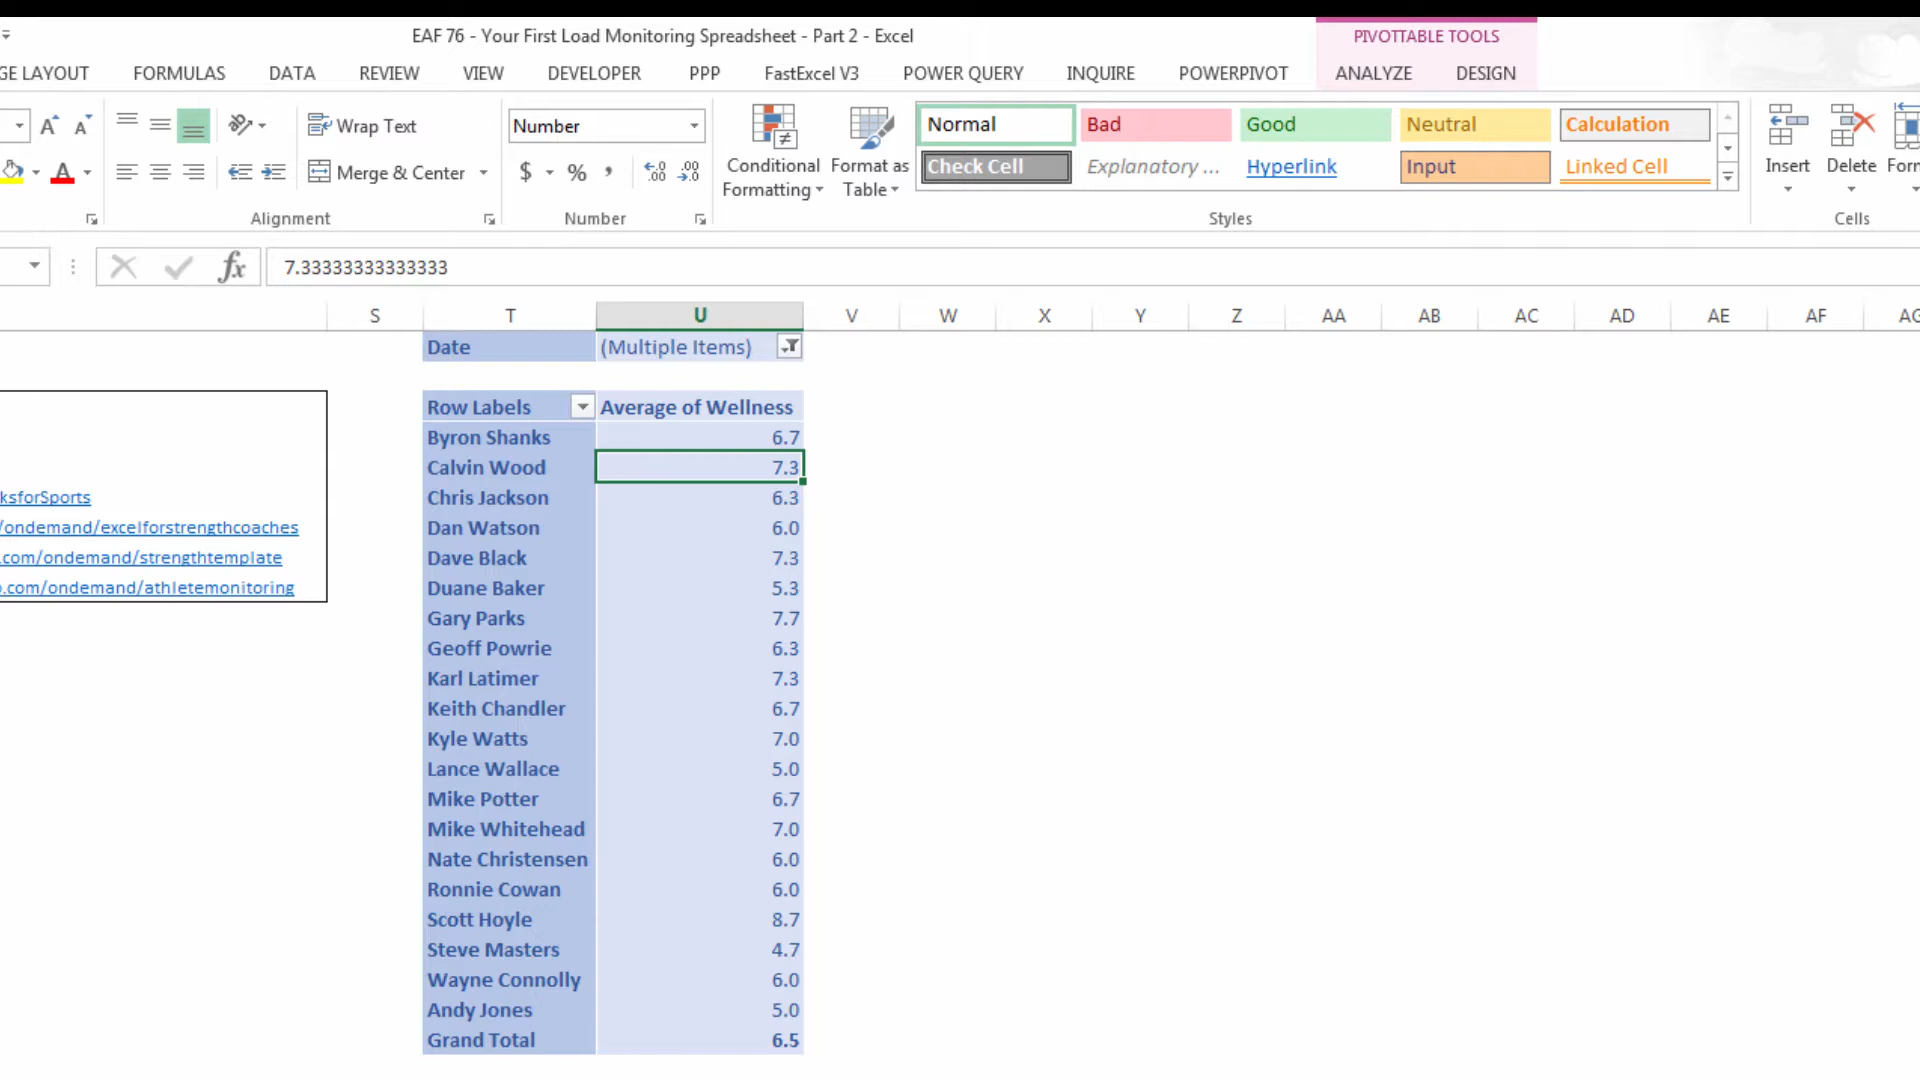 EAF 76 - Your First Load Monitoring Spreadsheet - Part 2 - Excel
PIVOTTABLE TOOLS
GE LAYOUT FORMULAS DATA REVIEW VIEW DEVELOPER PPP FastExcel V3 POWER QUERY INQUIRE POWERPIVOT ANALYZE DESIGN
A A Wrap Text Number Normal Bad Good Neutral Calculation
A Merge & Center $ % , Conditional Formatting Format as Table Check Cell Explanatory ... Hyperlink Input Linked Cell Insert Delete Form
Alignment Number Styles Cells
fx 7.33333333333333
S T U V W X Y Z AA AB AC AD AE AF AG
Date (Multiple Items)
Row Labels Average of Wellness
Byron Shanks 6.7
Calvin Wood 7.3
ksforSports Chris Jackson 6.3
/ondemand/excelforstrengthcoaches Dan Watson 6.0
.com/ondemand/strengthtemplate Dave Black 7.3
o.com/ondemand/athletemonitoring Duane Baker 5.3
Gary Parks 7.7
Geoff Powrie 6.3
Karl Latimer 7.3
Keith Chandler 6.7
Kyle Watts 7.0
Lance Wallace 5.0
Mike Potter 6.7
Mike Whitehead 7.0
Nate Christensen 6.0
Ronnie Cowan 6.0
Scott Hoyle 8.7
Steve Masters 4.7
Wayne Connolly 6.0
Andy Jones 5.0
Grand Total 6.5